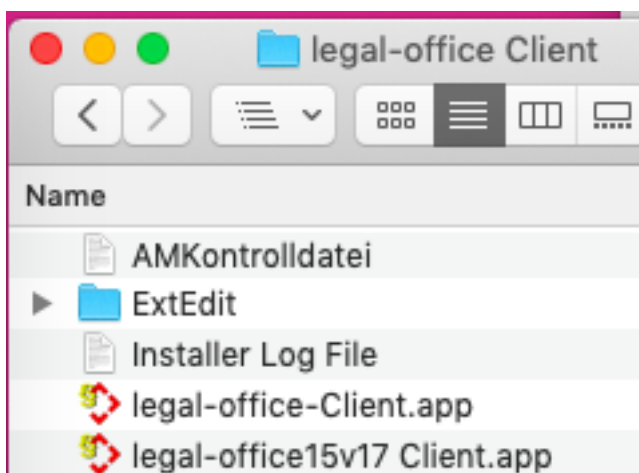 legal-office Client
Name
AMKontrolldatei
ExtEdit
Installer Log File
legal-office-Client.app
legal-office15v17 Client.app